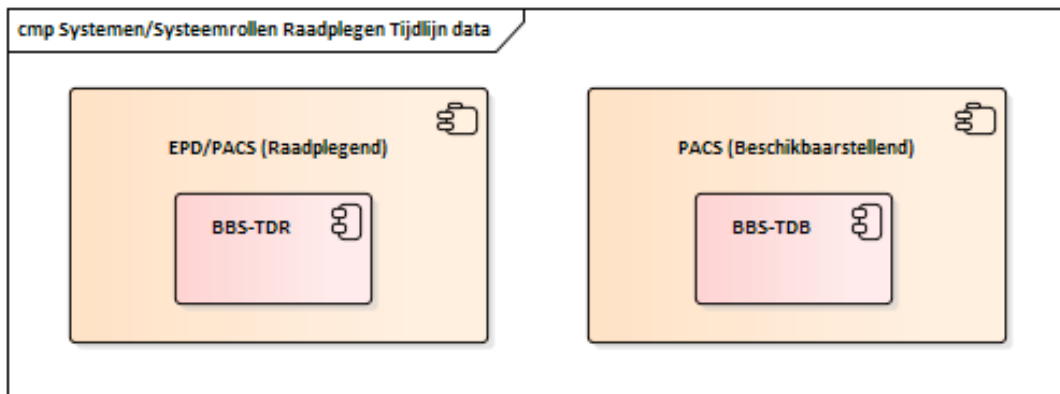 cmp Systemen/Systeemrollen Raadplegen Tijdlijn data
EPD/PACS (Raadplegend)
BBS-TDR
PACS (Beschikbaarstellend)
BBS-TDB